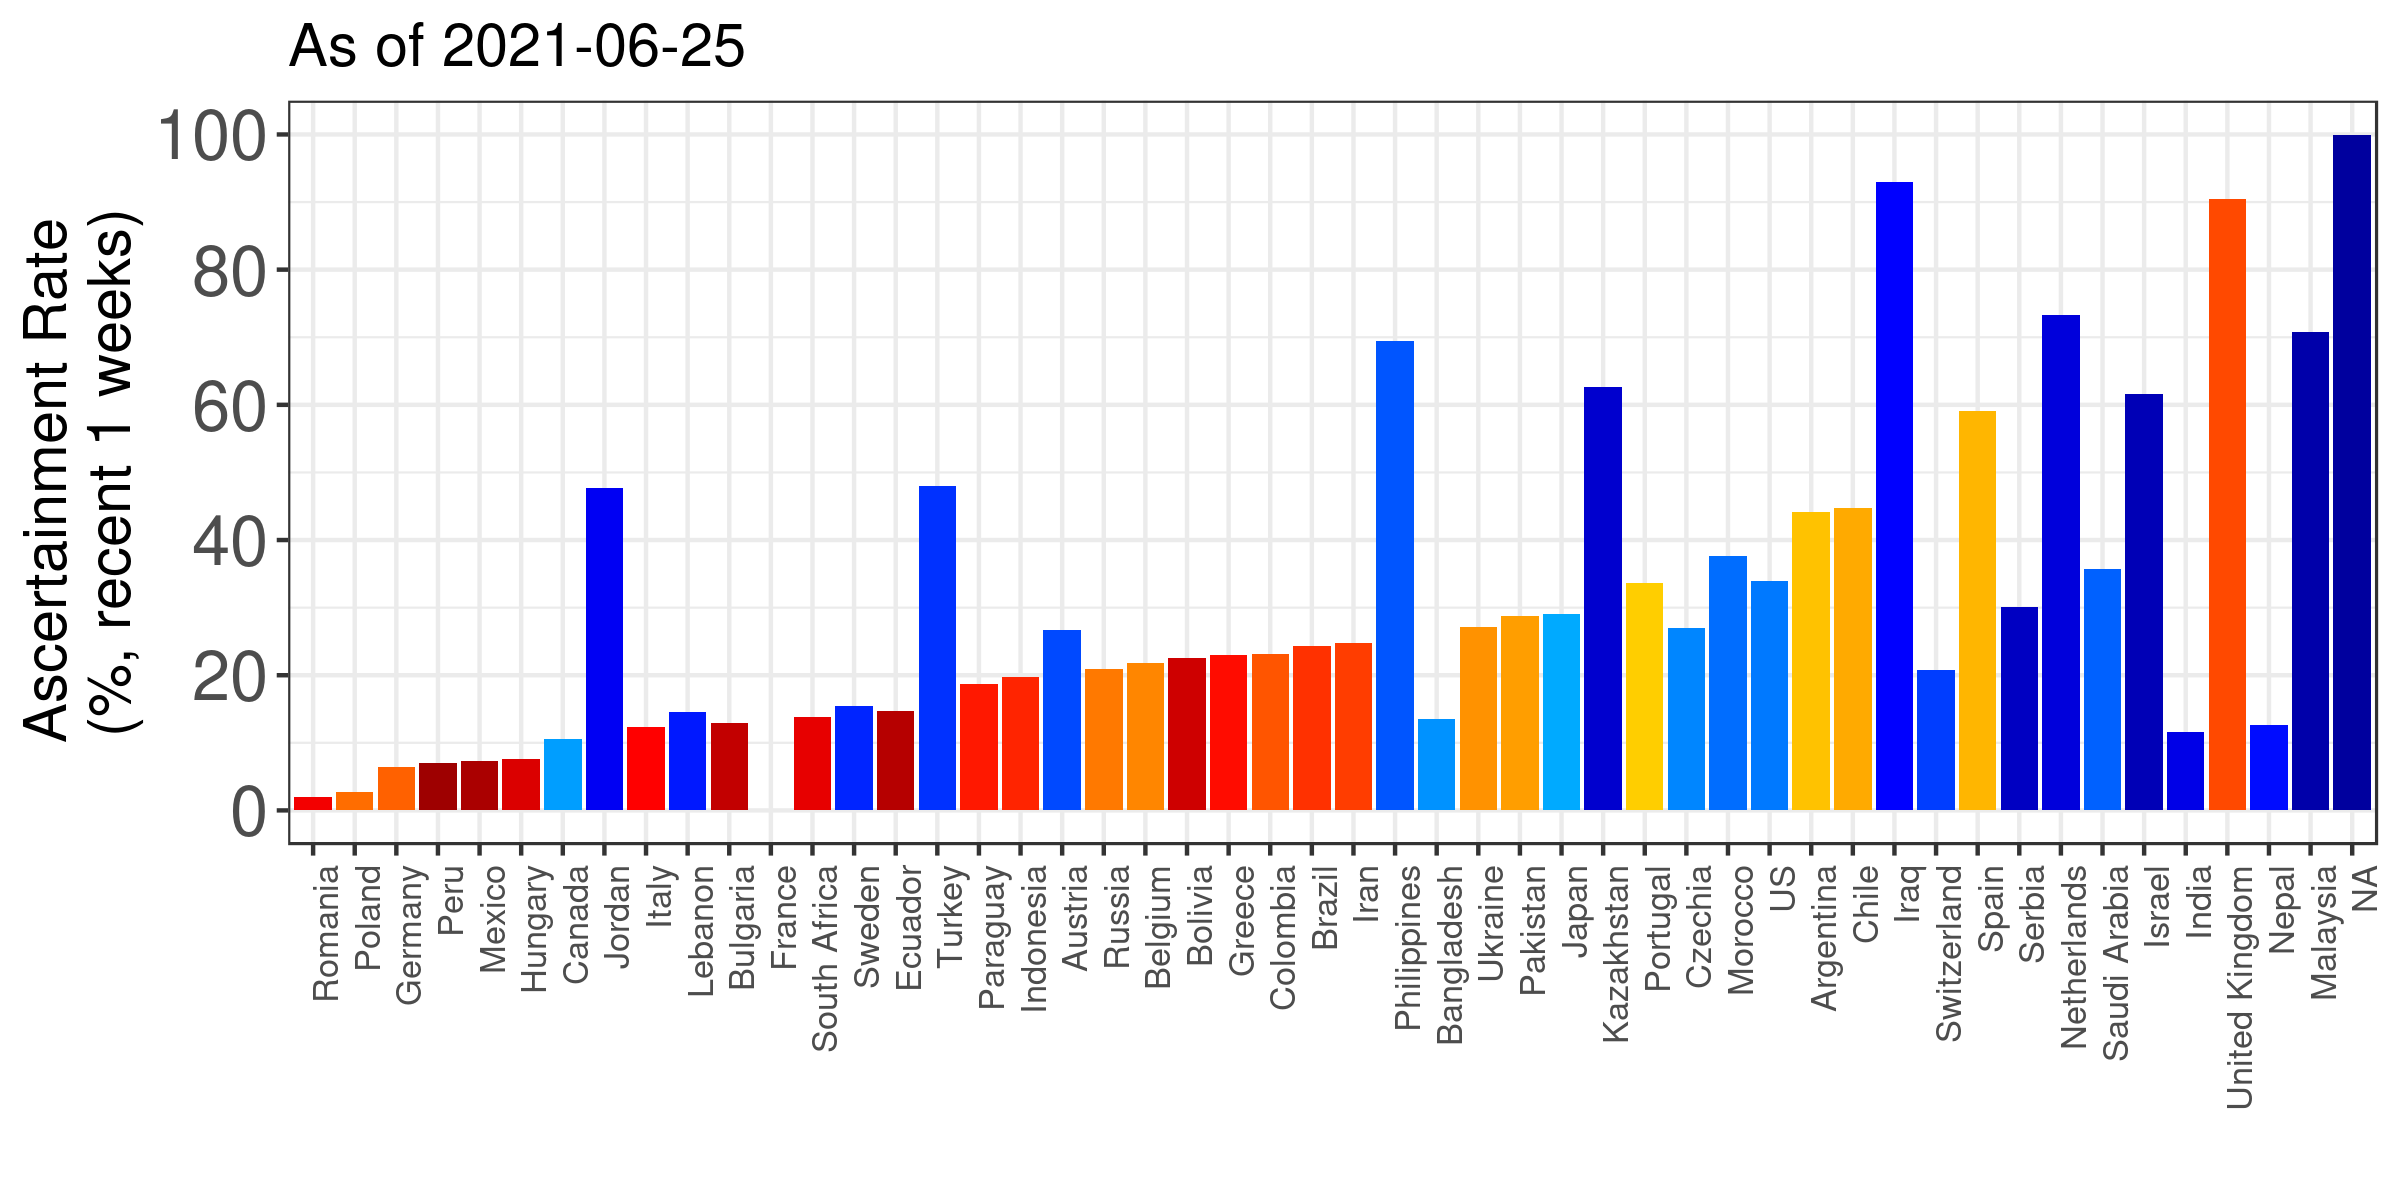 As of 2021-06-25
Ascertainment Rate
(%, recent 1 weeks)
100
80
60
40
20
0
Romania
Poland
Germany
Peru
Mexico
Hungary
Canada
Jordan
Italy
Lebanon
Bulgaria
France
South Africa
Sweden
Ecuador
Turkey
Paraguay
Indonesia
Austria
Russia
Belgium
Bolivia
Greece
Colombia
Brazil
Iran
Philippines
Bangladesh
Ukraine
Pakistan
Japan
Kazakhstan
Portugal
Czechia
Morocco
US
Argentina
Chile
Iraq
Switzerland
Spain
Serbia
Netherlands
Saudi Arabia
Israel
India
United Kingdom
Nepal
Malaysia
NA